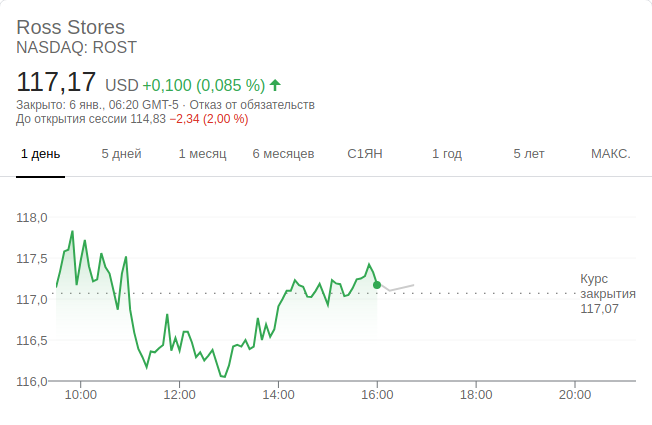 Ross Stores
NASDAQ: ROST
117,17 USD +0,100 (0,085 %)
Закрыто: 6 янв., 06:20 GMT-5 · Отказ от обязательств
До открытия сессии 114,83 −2,34 (2,00 %)
1 день 5 дней 1 месяц 6 месяцев С1ЯН 1 год 5 лет МАКС.
118,0
117,5
117,0
116,5
116,0
Курс
закрытия
117,07
10:00 12:00 14:00 16:00 18:00 20:00